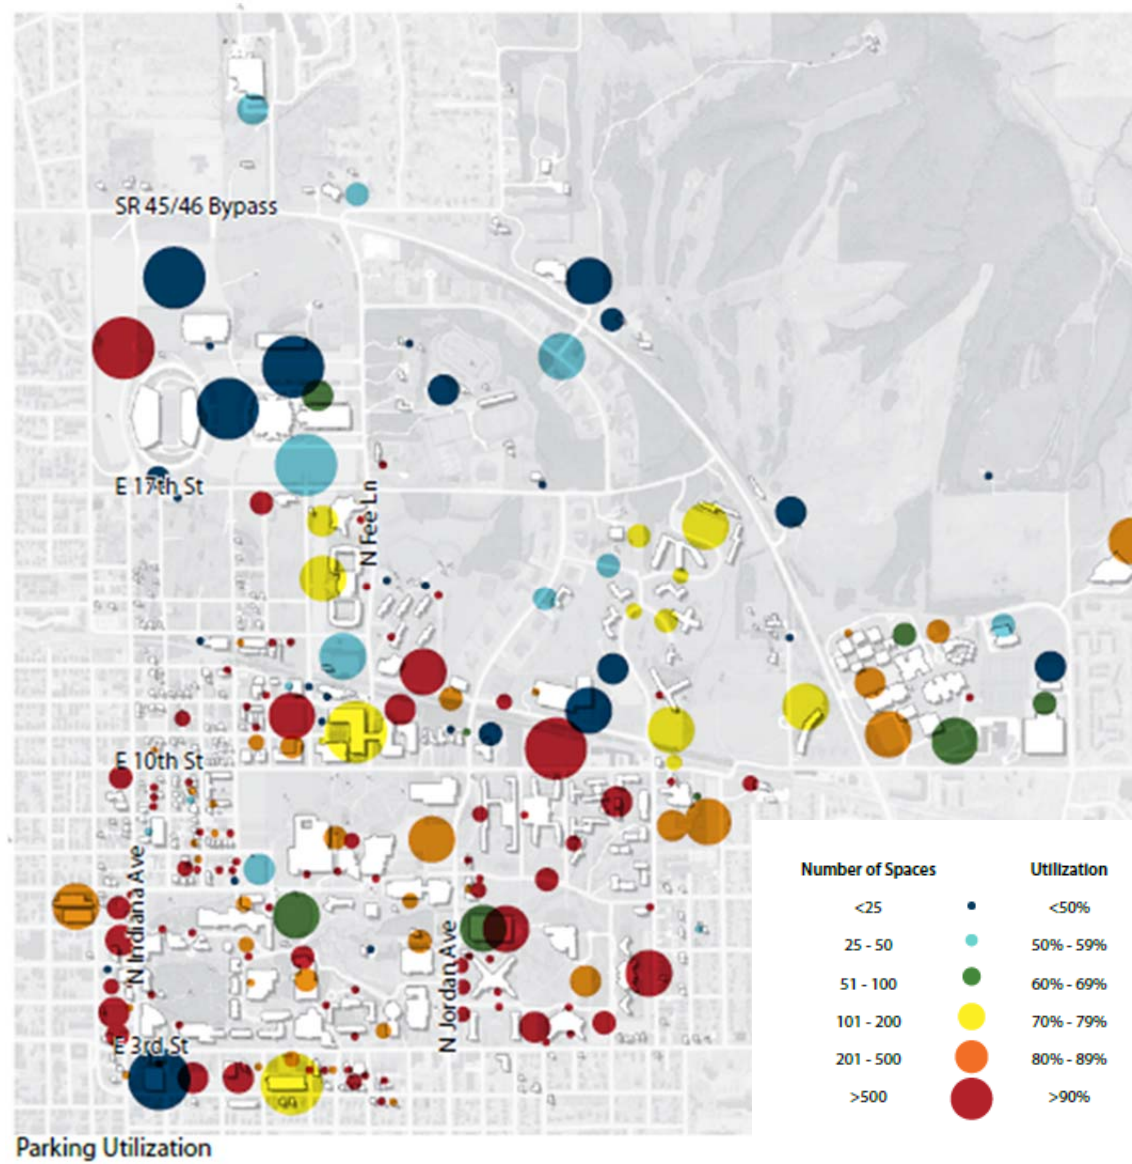 SR 45/46 Bypass
E 17th St
N Fee Ln
E 10th St
N Indiana Ave
N Jordan Ave
E 3rd St
Number of Spaces Utilization
<25 <50%
25 - 50 50% - 59%
51 - 100 60% - 69%
101 - 200 70% - 79%
201 - 500 80% - 89%
>500 >90%
Parking Utilization